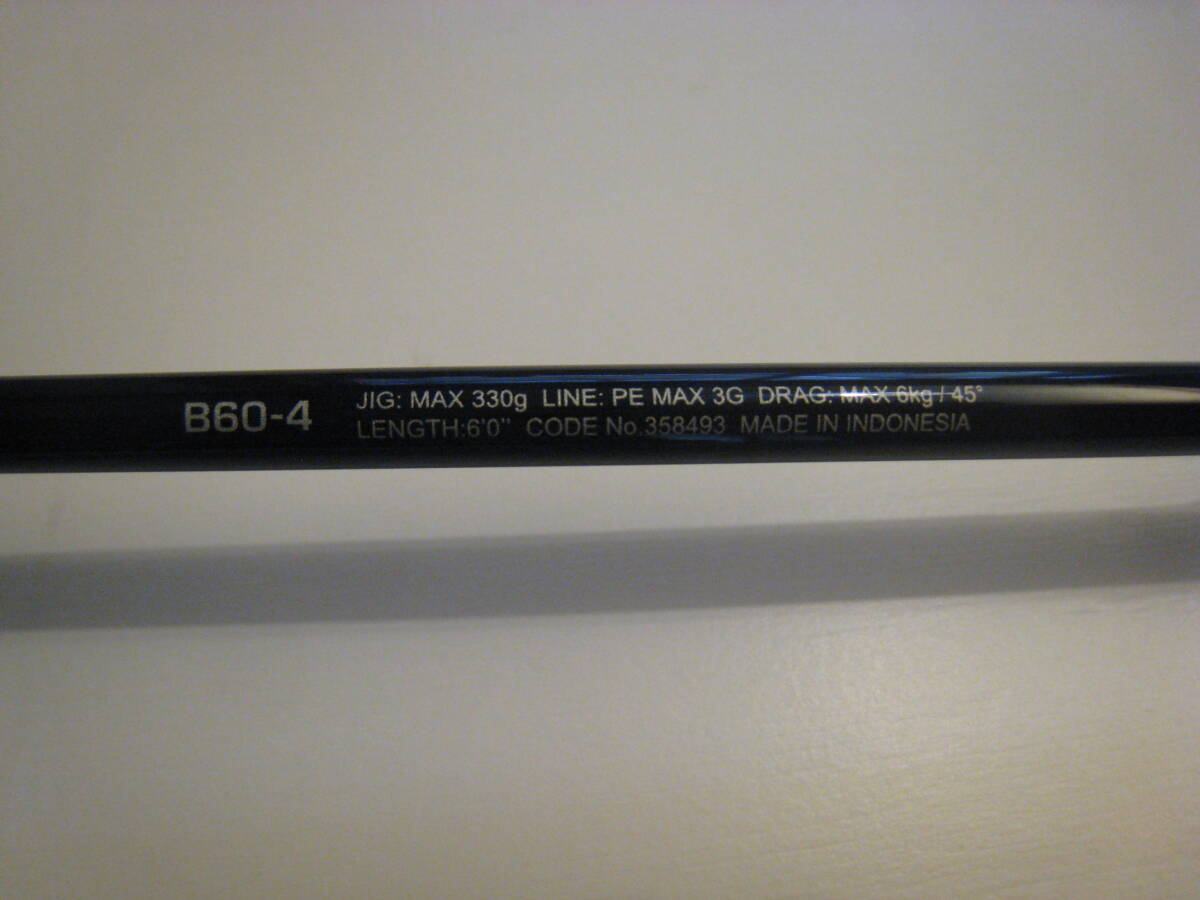 B60-4
JIG: MAX 330g LINE: PE MAX 3G DRAG: MAX 6kg / 45°
LENGTH:6'0" CODE No.358493 MADE IN INDONESIA